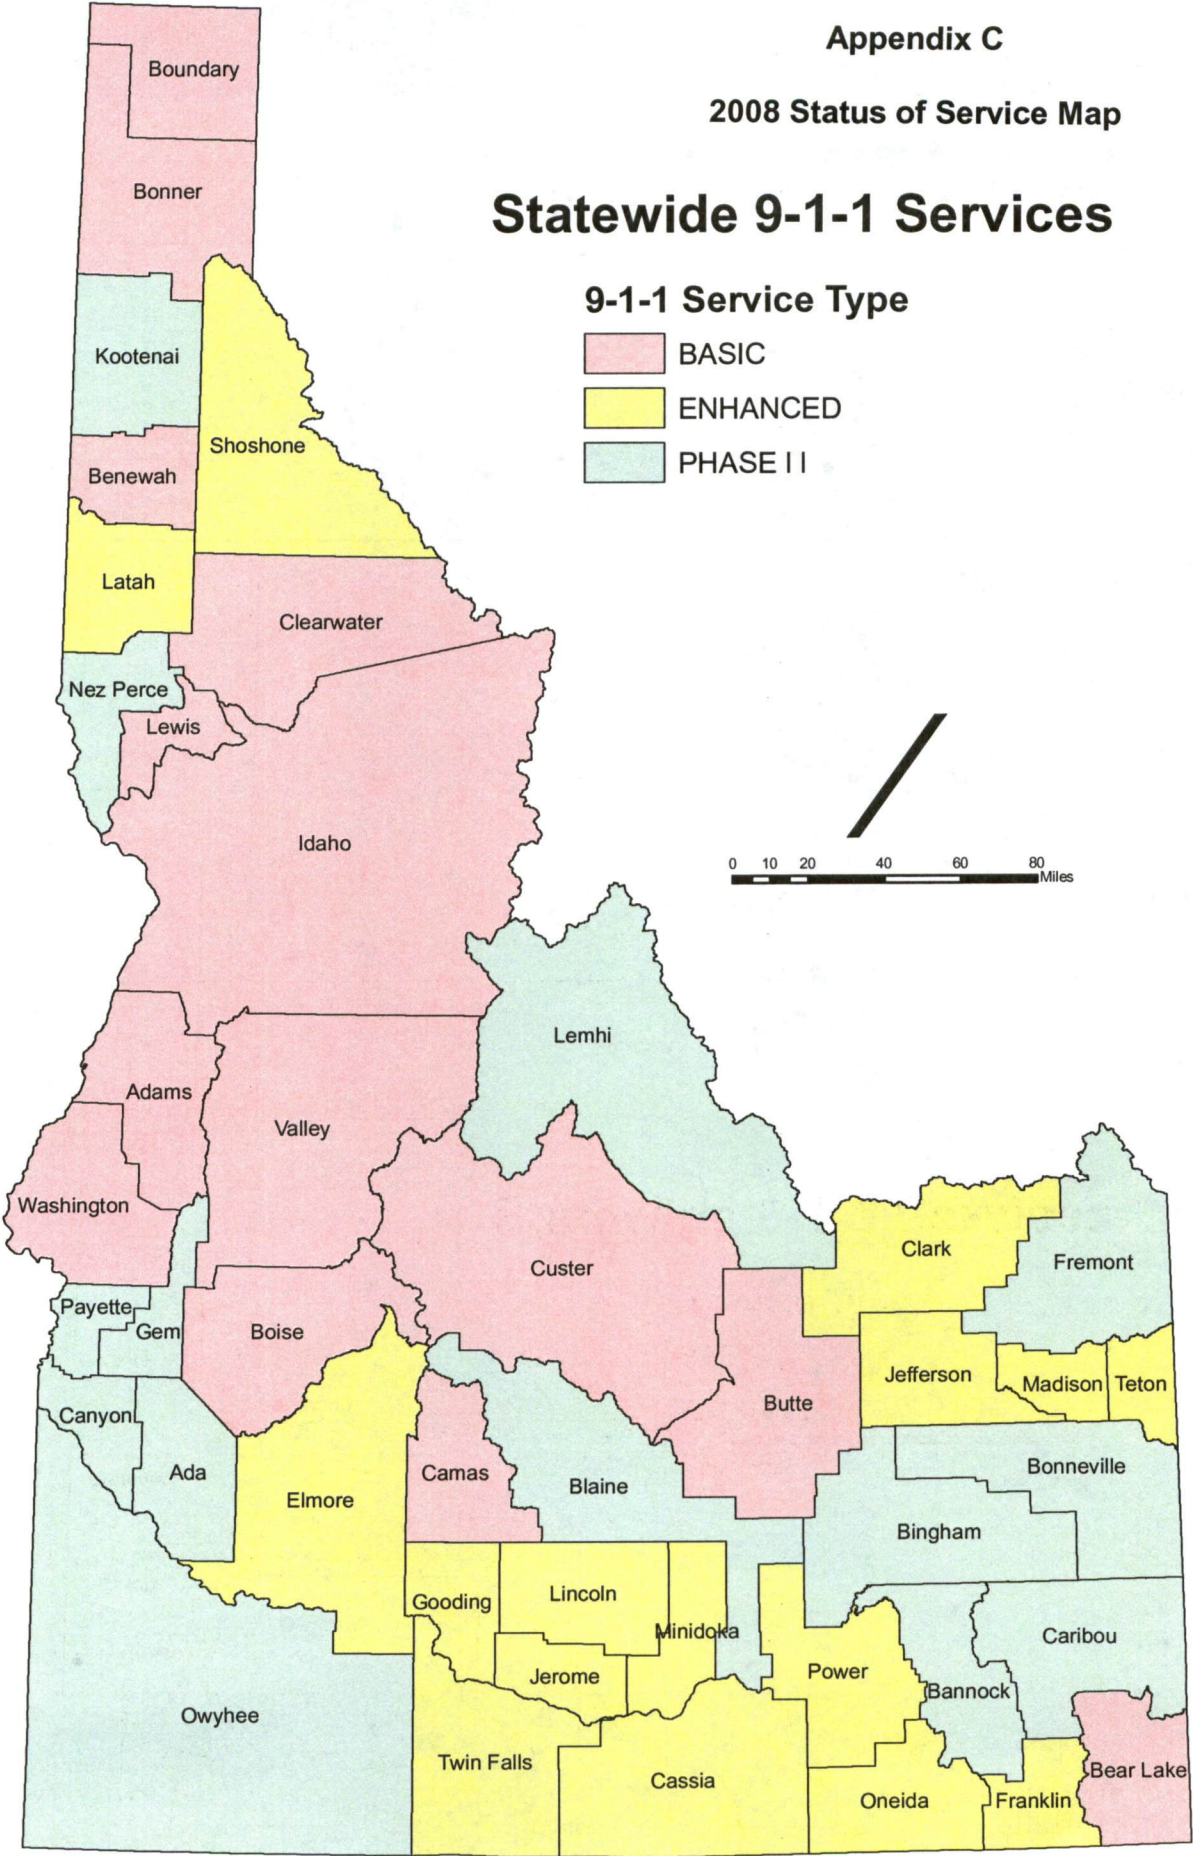 Appendix C
2008 Status of Service Map
Statewide 9-1-1 Services
9-1-1 Service Type
BASIC
ENHANCED
PHASE I I
Boundary
Bonner
Kootenai
Shoshone
Benewah
Latah
Clearwater
Nez Perce
Lewis
Idaho
0 10 20 40 60 80
Miles
Lemhi
Adams
Valley
Washington
Clark
Custer
Fremont
Payette
Gem
Boise
Jefferson
Madison
Teton
Butte
Canyon
Ada
Camas
Blaine
Bonneville
Elmore
Bingham
Gooding
Lincoln
Minidoka
Caribou
Jerome
Power
Bannock
Owyhee
Twin Falls
Cassia
Bear Lake
Oneida
Franklin